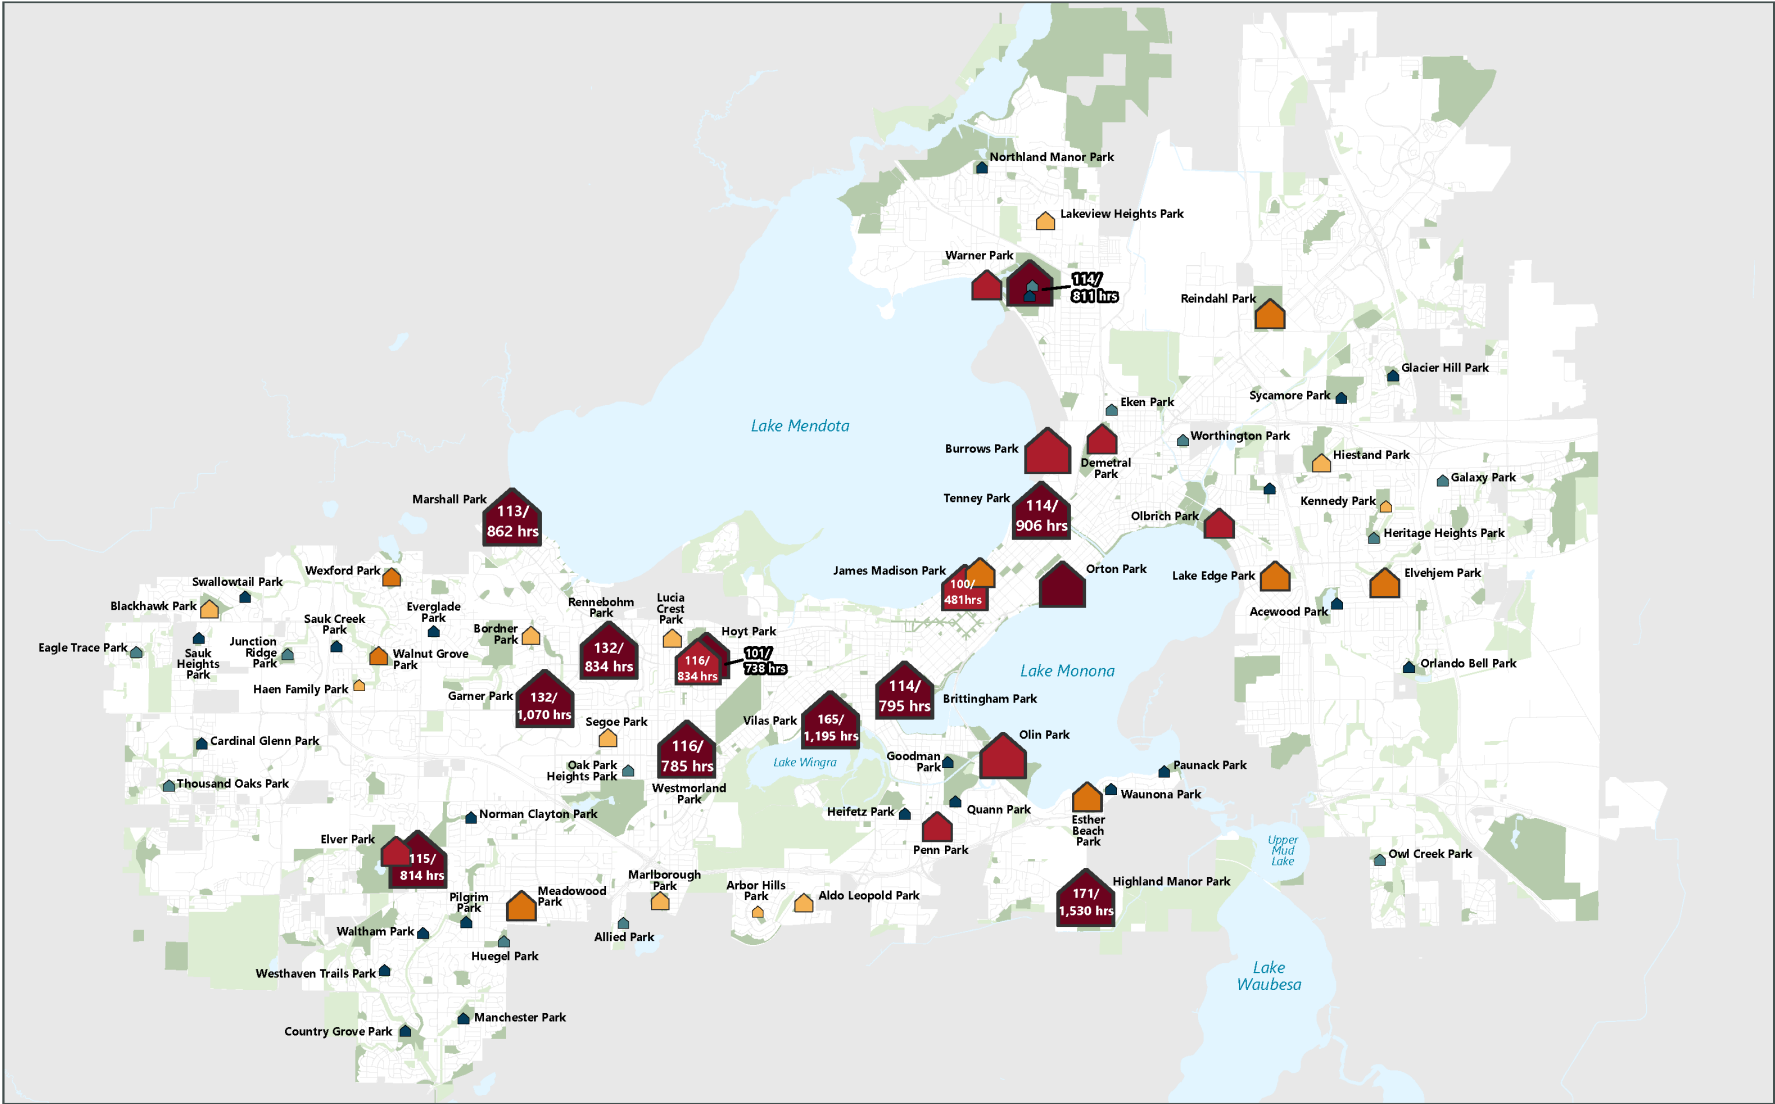 Northland Manor Park
Lakeview Heights Park
Warner Park
114/
811 hrs
Reindahl Park
Glacier Hill Park
Sycamore Park
Eken Park
Lake Mendota
Worthington Park
Burrows Park
Demetral
Park
Hiestand Park
Galaxy Park
Marshall Park
113/
862 hrs
Tenney Park
114/
906 hrs
Kennedy Park
Olbrich Park
Heritage Heights Park
Wexford Park
James Madison Park
100/
481hrs
Orton Park
Lake Edge Park
Elvehjem Park
Swallowtail Park
Blackhawk Park
Acewood Park
Everglade
Park
Sauk Creek
Park
Rennebohm
Park
132/
834 hrs
Lucia
Crest
Park
Hoyt Park
116/
834 hrs
101/
738 hrs
Bordner
Park
Eagle Trace Park
Sauk
Heights
Park
Junction
Ridge
Park
Walnut Grove
Park
Lake Monona
Orlando Bell Park
Haen Family Park
Garner Park
132/
1,070 hrs
114/
795 hrs
Brittingham Park
Segoe Park
Vilas Park
165/
1,195 hrs
Cardinal Glenn Park
116/
785 hrs
Westmorland
Park
Olin Park
Goodman
Park
Lake Wingra
Oak Park
Heights Park
Paunack Park
Thousand Oaks Park
Waunona Park
Norman Clayton Park
Heifetz Park
Quann Park
Esther
Beach
Park
Elver Park
115/
814 hrs
Penn Park
Upper
Mud
Lake
Owl Creek Park
Marlborough
Park
Arbor Hills
Park
Aldo Leopold Park
Highland Manor Park
171/
1,530 hrs
Meadowood
Park
Pilgrim
Park
Waltham Park
Allied Park
Huegel Park
Westhaven Trails Park
Lake
Waubesa
Manchester Park
Country Grove Park